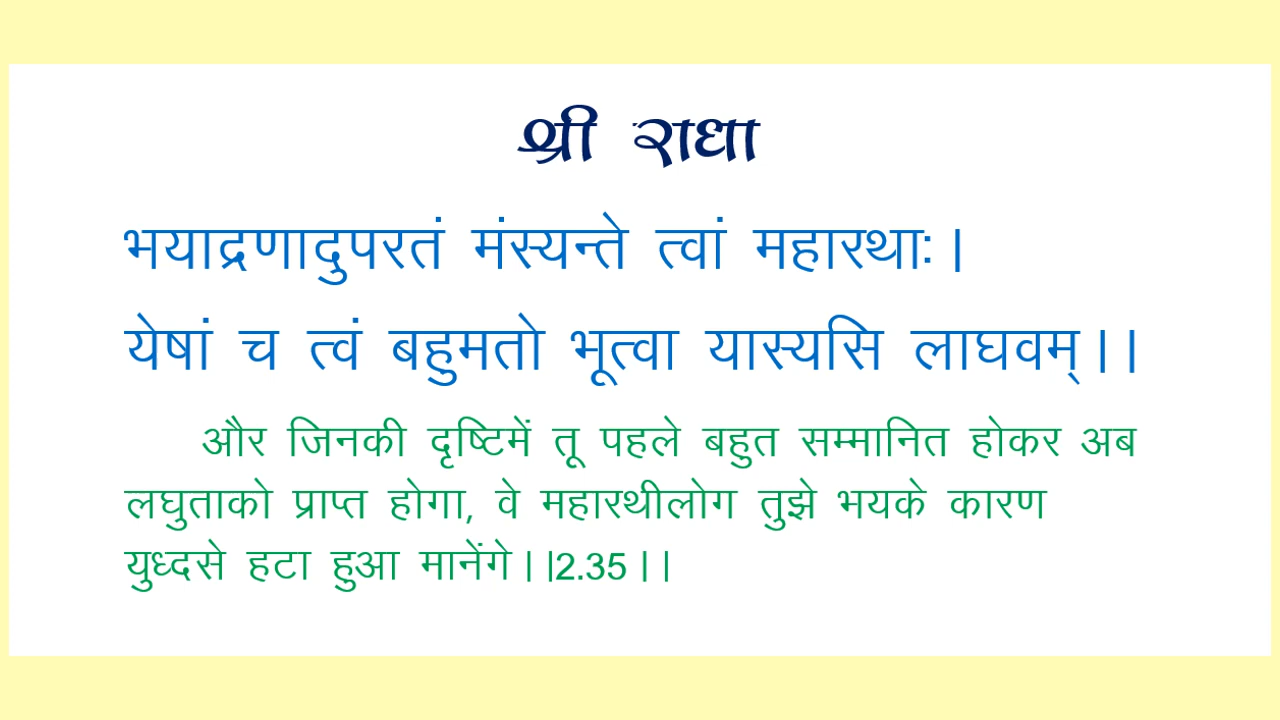 श्री राधा
भयाद्रणादुपरतं मंस्यन्ते त्वां महारथाः।
येषां च त्वं बहुमतो भूत्वा यास्यसि लाघवम्।।
और जिनकी दृष्टिमें तू पहले बहुत सम्मानित होकर अब
लघुताको प्राप्त होगा, वे महारथीलोग तुझे भयके कारण
युध्दसे हटा हुआ मानेंगे।।2.35।।